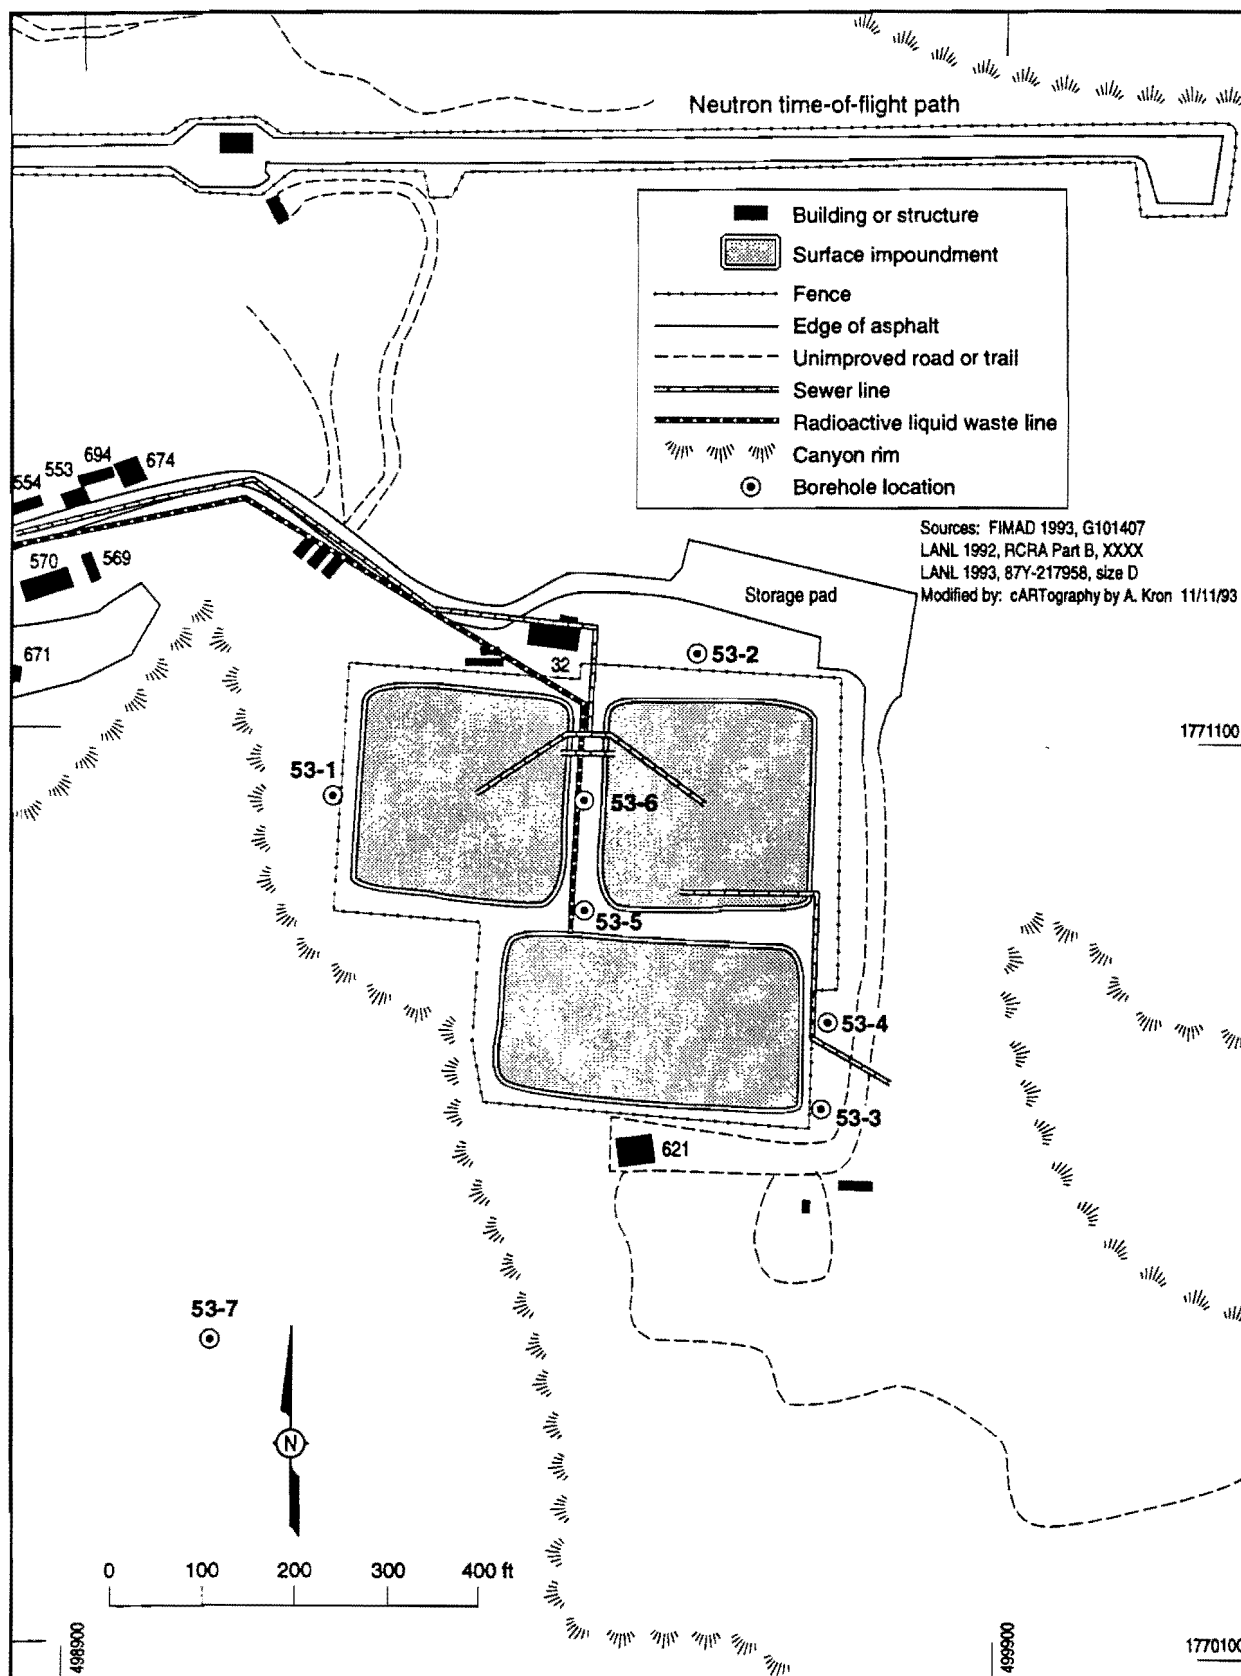 Neutron time-of-flight path
Building or structure
Surface impoundment
Fence
Edge of asphalt
Unimproved road or trail
Sewer line
Radioactive liquid waste line
Canyon rim
Borehole location
Sources: FIMAD 1993, G101407
LANL 1992, RCRA Part B, XXXX
LANL 1993, 87Y-217958, size D
Modified by: cARTography by A. Kron 11/11/93
554
553
694
674
570
569
671
Storage pad
32
53-2
1771100
53-1
53-6
53-5
53-4
53-3
621
53-7
N
0 100 200 300 400 ft
498900
499900
1770100